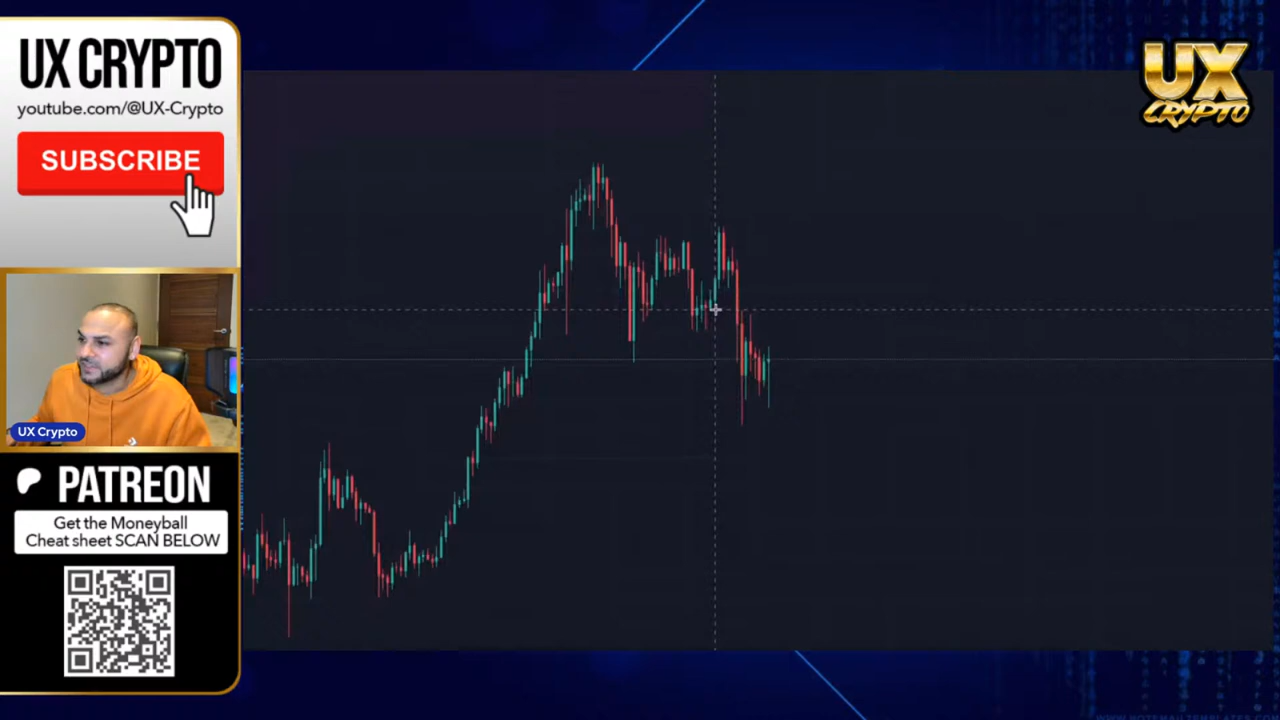 UX CRYPTO
youtube.com/@UX-Crypto
SUBSCRIBE
UX
CRYPTO
UX Crypto
PATREON
Get the Moneyball
Cheat sheet SCAN BELOW